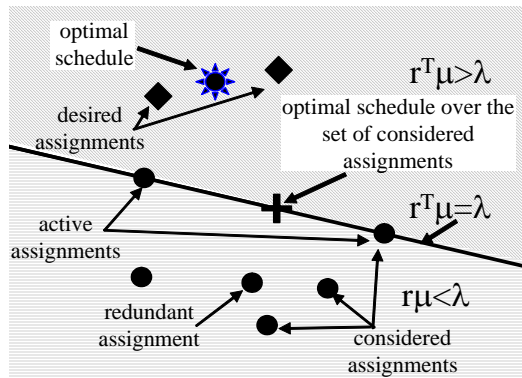 optimal
schedule
r^Tμ>λ
desired
assignments
optimal schedule over the
set of considered
assignments
r^Tμ=λ
active
assignments
rμ<λ
redundant
assignment
considered
assignments